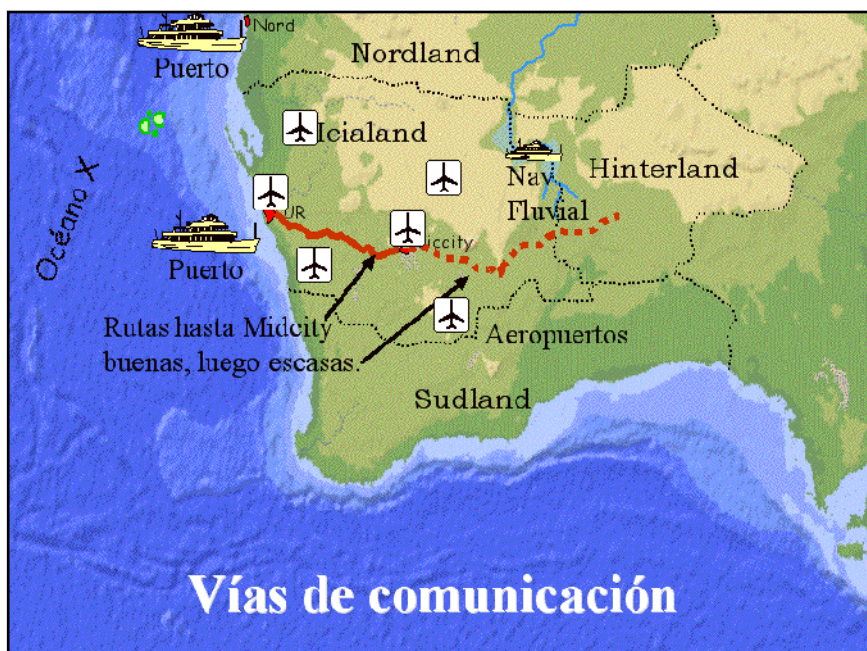 Nord
Puerto
Nordland
Icialand
Hinterland
Nav
Fluvial
Océano X
UR
Puerto
Rutas hasta Midcity
buenas, luego escasas.
Aeropuertos
Sudland
Vías de comunicación